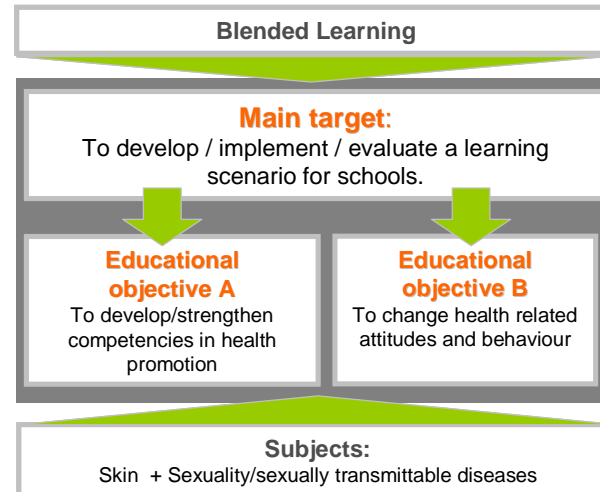 Blended Learning
Main target:
To develop / implement / evaluate a learning
scenario for schools.
Educational
objective A
To develop/strengthen
competencies in health
promotion
Educational
objective B
To change health related
attitudes and behaviour
Subjects:
Skin + Sexuality/sexually transmittable diseases